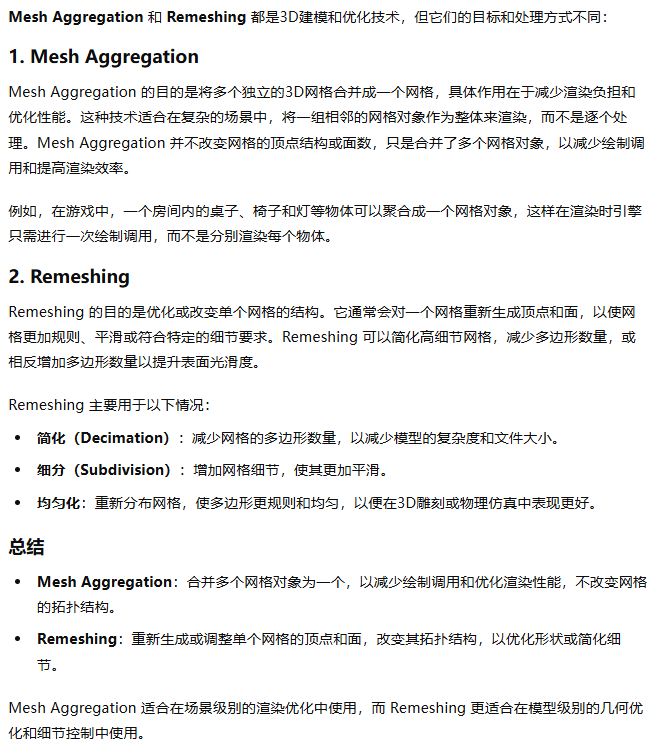 Mesh Aggregation 和 Remeshing 都是3D建模和优化技术，但它们的目标和处理方式不同：
1. Mesh Aggregation
Mesh Aggregation 的目的是将多个独立的3D网格合并成一个网格，具体作用在于减少渲染负担和
优化性能。这种技术适合在复杂的场景中，将一组相邻的网格对象作为整体来渲染，而不是逐个处
理。Mesh Aggregation 并不改变网格的顶点结构或面数，只是合并了多个网格对象，以减少绘制调
用和提高渲染效率。
例如，在游戏中，一个房间内的桌子、椅子和灯等物体可以聚合成一个网格对象，这样在渲染时引擎
只需进行一次绘制调用，而不是分别渲染每个物体。
2. Remeshing
Remeshing 的目的是优化或改变单个网格的结构。它通常会对一个网格重新生成顶点和面，以使网
格更加规则、平滑或符合特定的细节要求。Remeshing 可以简化高细节网格，减少多边形数量，或
相反增加多边形数量以提升表面光滑度。
Remeshing 主要用于以下情况：
• 简化（Decimation）：减少网格的多边形数量，以减少模型的复杂度和文件大小。
• 细分（Subdivision）：增加网格细节，使其更加平滑。
• 均匀化：重新分布网格，使多边形更规则和均匀，以便在3D雕刻或物理仿真中表现更好。
总结
• Mesh Aggregation：合并多个网格对象为一个，以减少绘制调用和优化渲染性能，不改变网格
的拓扑结构。
• Remeshing：重新生成或调整单个网格的顶点和面，改变其拓扑结构，以优化形状或简化细
节。
Mesh Aggregation 适合在场景级别的渲染优化中使用，而 Remeshing 更适合在模型级别的几何优
化和细节控制中使用。